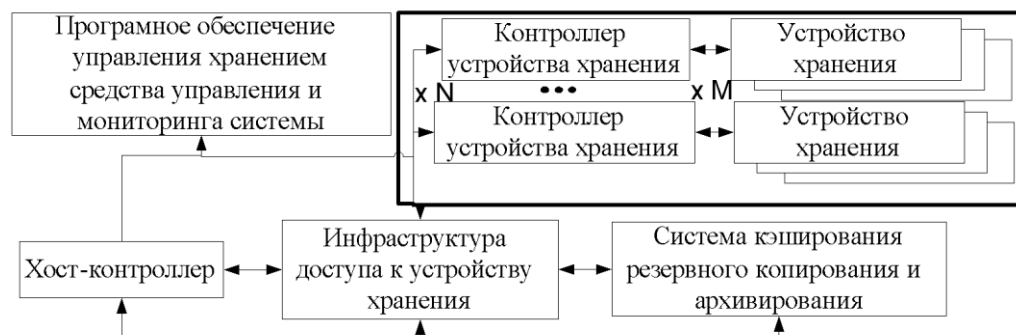 Програмное обеспечение
управления хранением
средства управления и
мониторинга системы
Контроллер
устройства хранения
Устройство
хранения
x N
•••
x M
Контроллер
устройства хранения
Устройство
хранения
Хост-контроллер
Инфраструктура
доступа к устройству
хранения
Система кэширования
резервного копирования и
архивирования